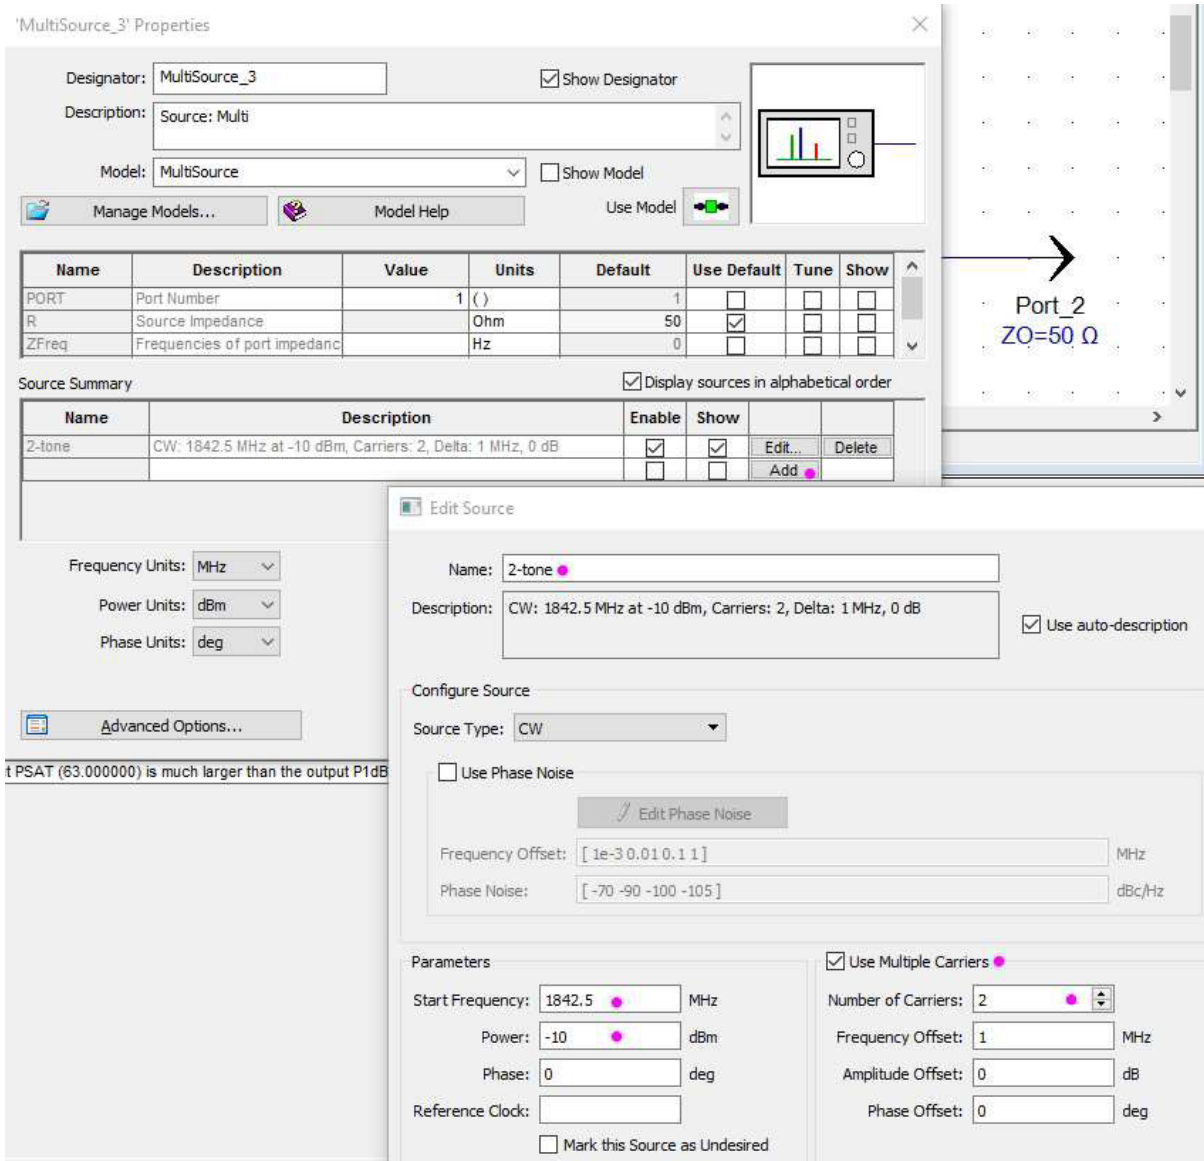 'MultiSource_3' Properties
Designator: MultiSource_3
Show Designator
Description: Source: Multi
Model: MultiSource
Show Model
Manage Models...
Model Help
Use Model
Name Description Value Units Default Use Default Tune Show
PORT Port Number 1 () 1
R Source Impedance Ohm 50
ZFreq Frequencies of port impedanc Hz 0
Port_2
ZO=50 Ω
Source Summary
Display sources in alphabetical order
Name Description Enable Show
2-tone CW: 1842.5 MHz at -10 dBm, Carriers: 2, Delta: 1 MHz, 0 dB Edit... Delete
Add
Frequency Units: MHz
Power Units: dBm
Phase Units: deg
Advanced Options...
t PSAT (63.000000) is much larger than the output P1dB
Edit Source
Name: 2-tone
Description: CW: 1842.5 MHz at -10 dBm, Carriers: 2, Delta: 1 MHz, 0 dB
Use auto-description
Configure Source
Source Type: CW
Use Phase Noise
Edit Phase Noise
Frequency Offset: [ 1e-3 0.01 0.1 1 ] MHz
Phase Noise: [ -70 -90 -100 -105 ] dBc/Hz
Parameters
Start Frequency: 1842.5 MHz
Power: -10 dBm
Phase: 0 deg
Reference Clock:
Mark this Source as Undesired
Use Multiple Carriers
Number of Carriers: 2
Frequency Offset: 1 MHz
Amplitude Offset: 0 dB
Phase Offset: 0 deg